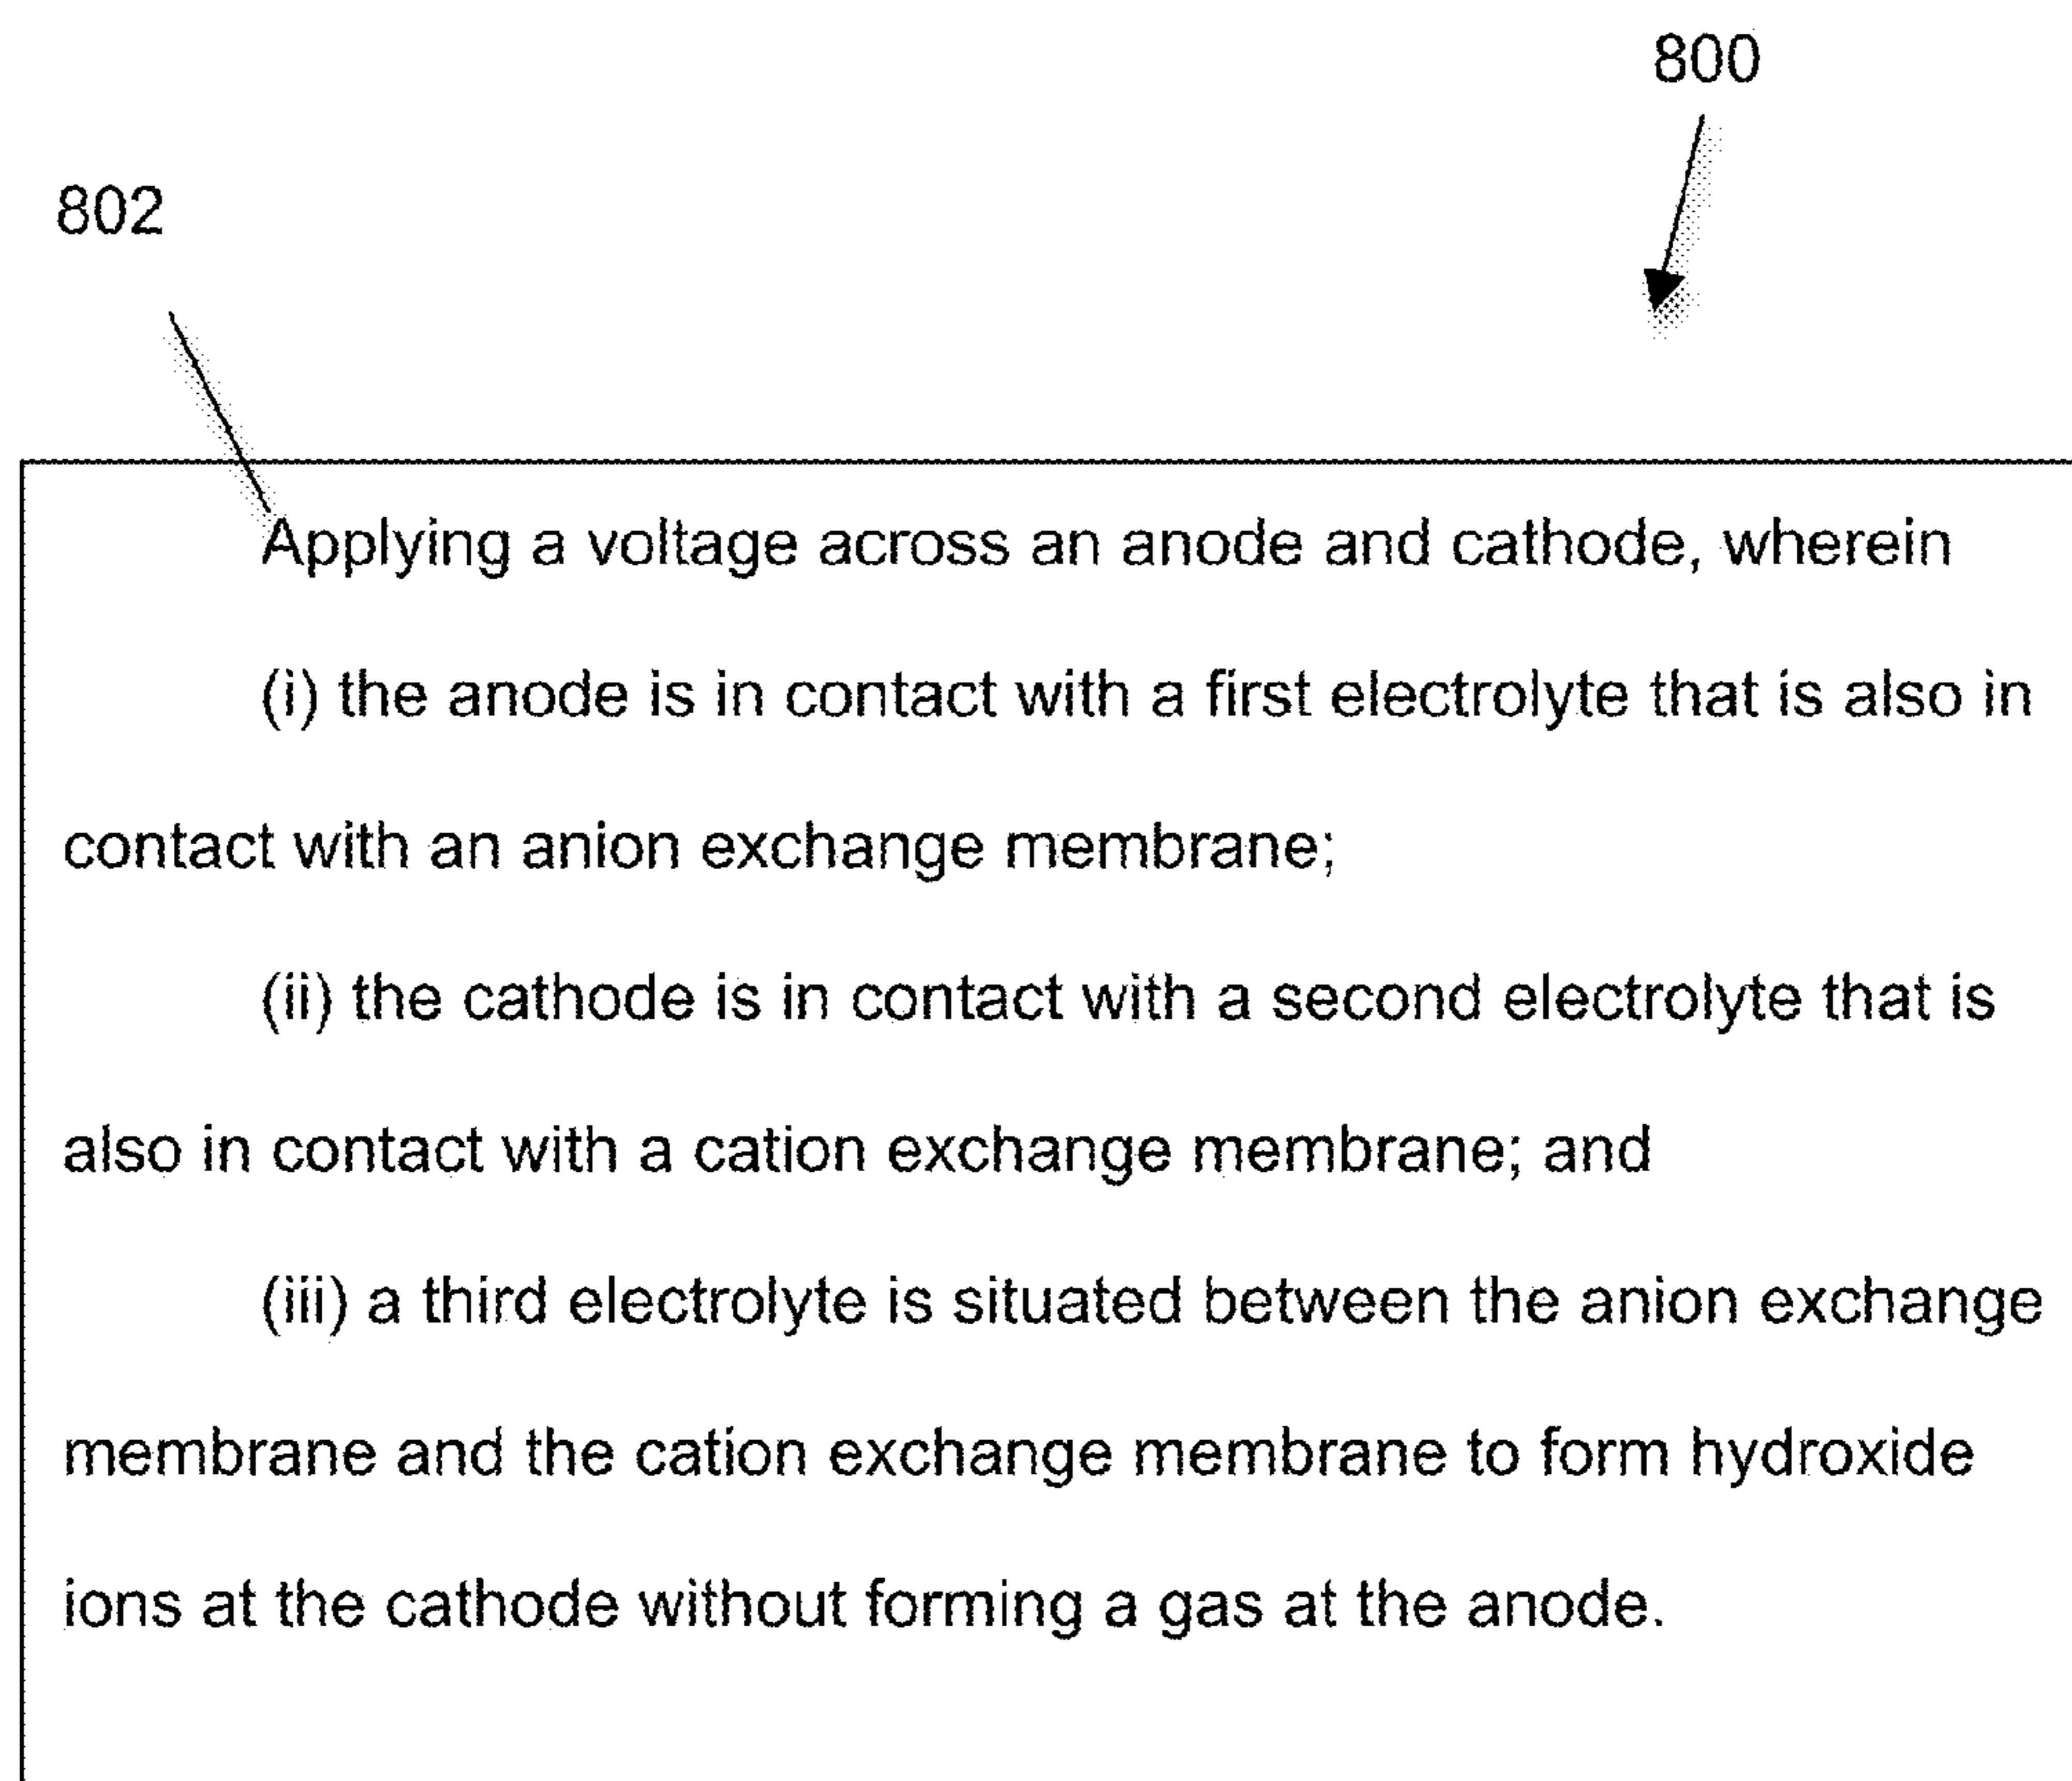 800
802
Applying a voltage across an anode and cathode, wherein
(i) the anode is in contact with a first electrolyte that is also in
contact with an anion exchange membrane;
(ii) the cathode is in contact with a second electrolyte that is
also in contact with a cation exchange membrane; and
(iii) a third electrolyte is situated between the anion exchange
membrane and the cation exchange membrane to form hydroxide
ions at the cathode without forming a gas at the anode.